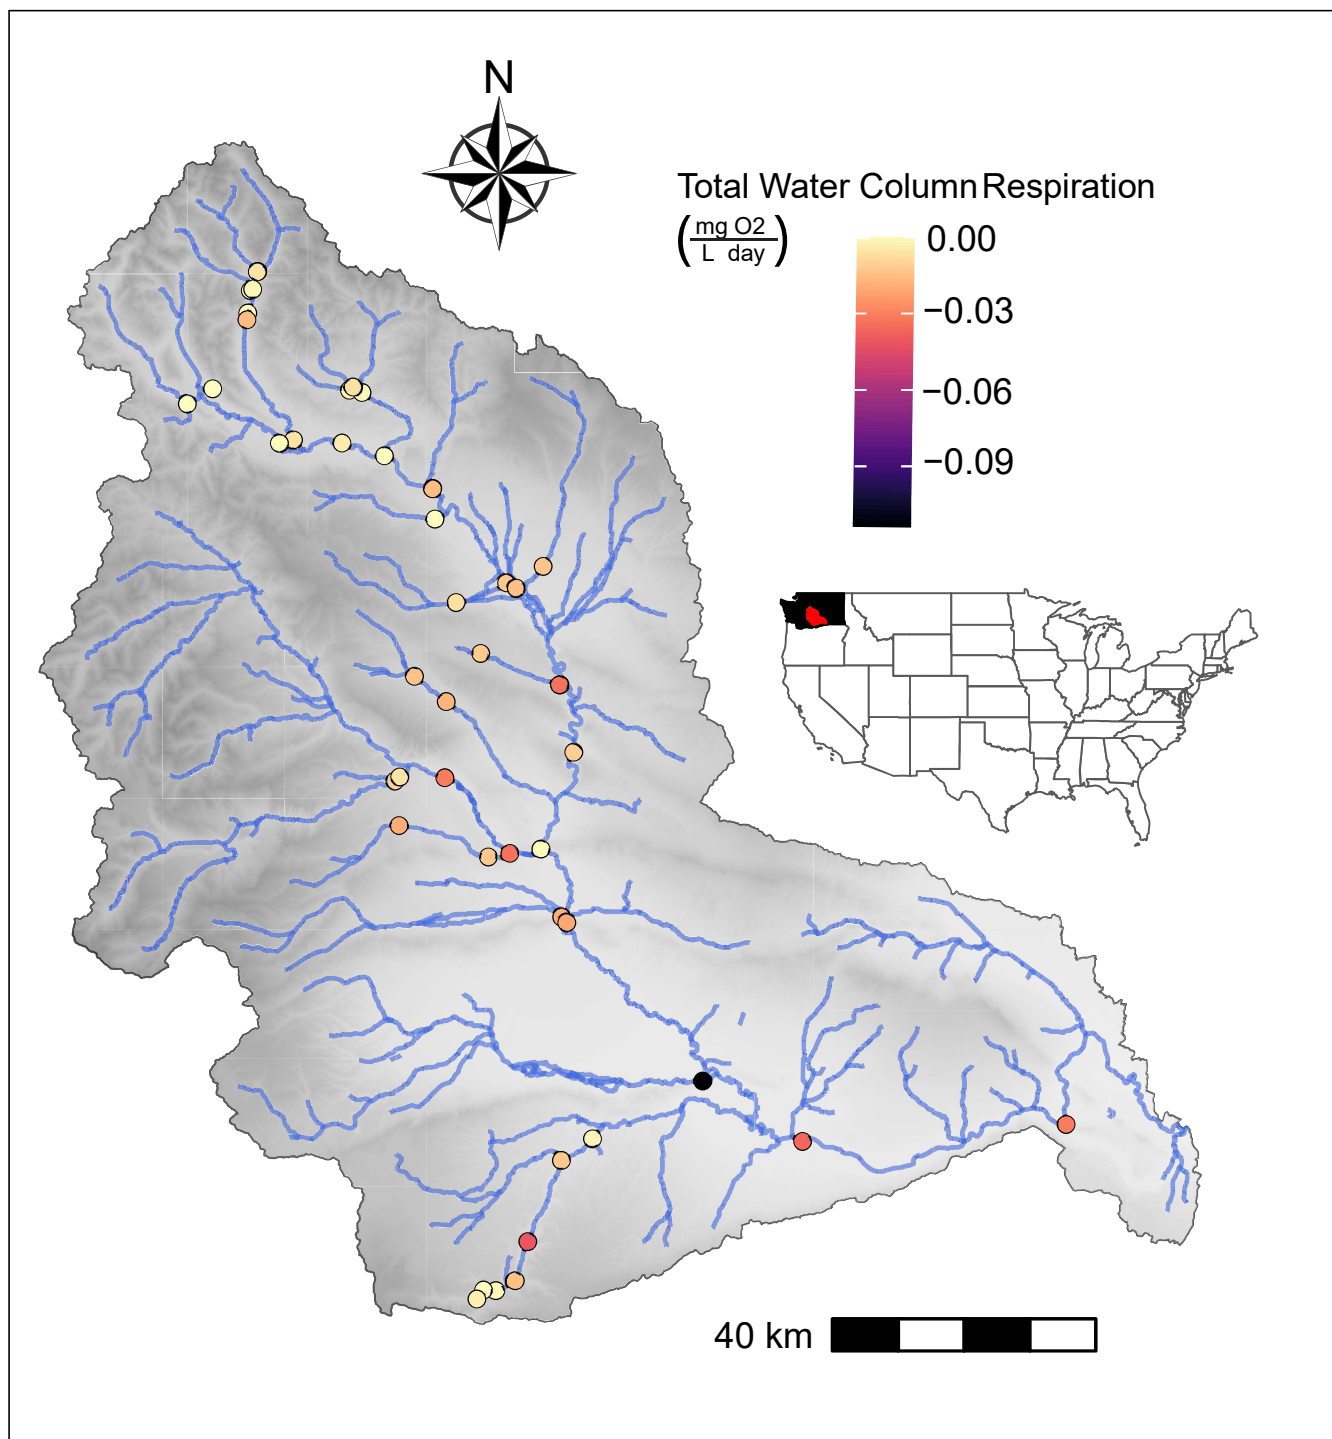 N
Total Water Column Respiration
(mg O2
L day)
0.00
−0.03
−0.06
−0.09
40 km